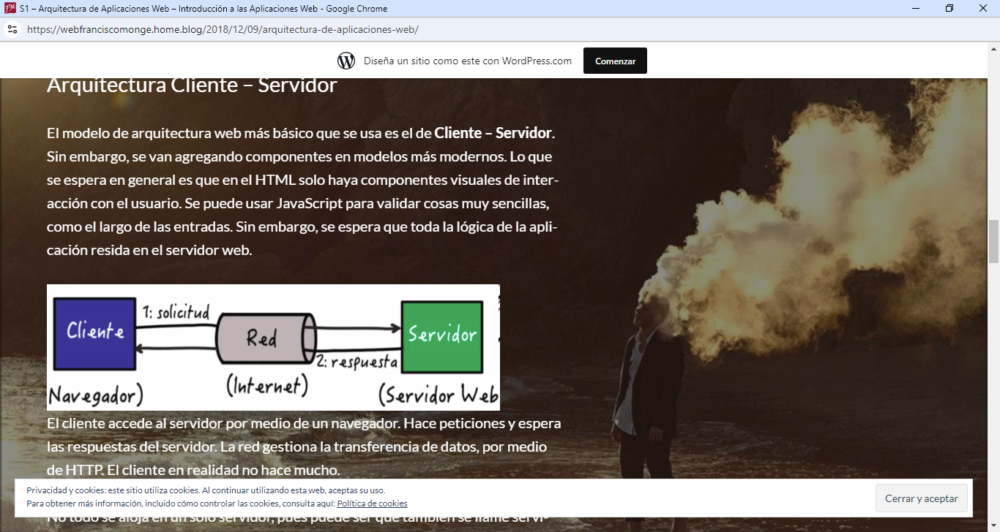 S1 – Arquitectura de Aplicaciones Web – Introducción a las Aplicaciones Web - Google Chrome
https://webfranciscomonge.home.blog/2018/12/09/arquitectura-de-aplicaciones-web/
Diseña un sitio como este con WordPress.com Comenzar
Arquitectura Cliente – Servidor
El modelo de arquitectura web más básico que se usa es el de Cliente – Servidor.
Sin embargo, se van agregando componentes en modelos más modernos. Lo que
se espera en general es que en el HTML solo haya componentes visuales de inter-
acción con el usuario. Se puede usar JavaScript para validar cosas muy sencillas,
como el largo de las entradas. Sin embargo, se espera que toda la lógica de la apli-
cación resida en el servidor web.
1: solicitud
Cliente
Red
Servidor
2: respuesta
Navegador)
(Internet)
(Servidor Web
El cliente accede al servidor por medio de un navegador. Hace peticiones y espera
las respuestas del servidor. La red gestiona la transferencia de datos, por medio
de HTTP. El cliente en realidad no hace mucho.
Privacidad y cookies: este sitio utiliza cookies. Al continuar utilizando esta web, aceptas su uso.
Para obtener más información, incluido cómo controlar las cookies, consulta aquí: Política de cookies
Cerrar y aceptar
No todo se aloja en un solo servidor, pues puede ser que también se llame servi-